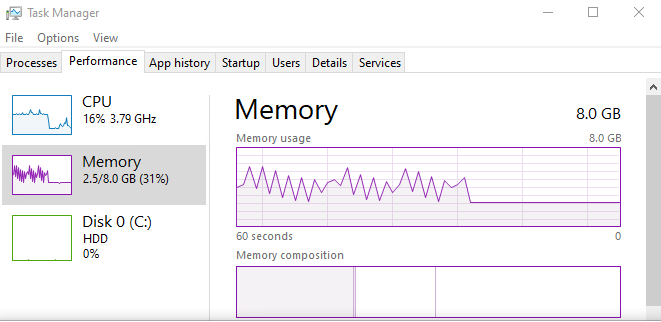 Task Manager
File Options View
Processes Performance App history Startup Users Details Services
CPU
16% 3.79 GHz
Memory
2.5/8.0 GB (31%)
Disk 0 (C:)
HDD
0%
Memory 8.0 GB
Memory usage 8.0 GB
60 seconds 0
Memory composition